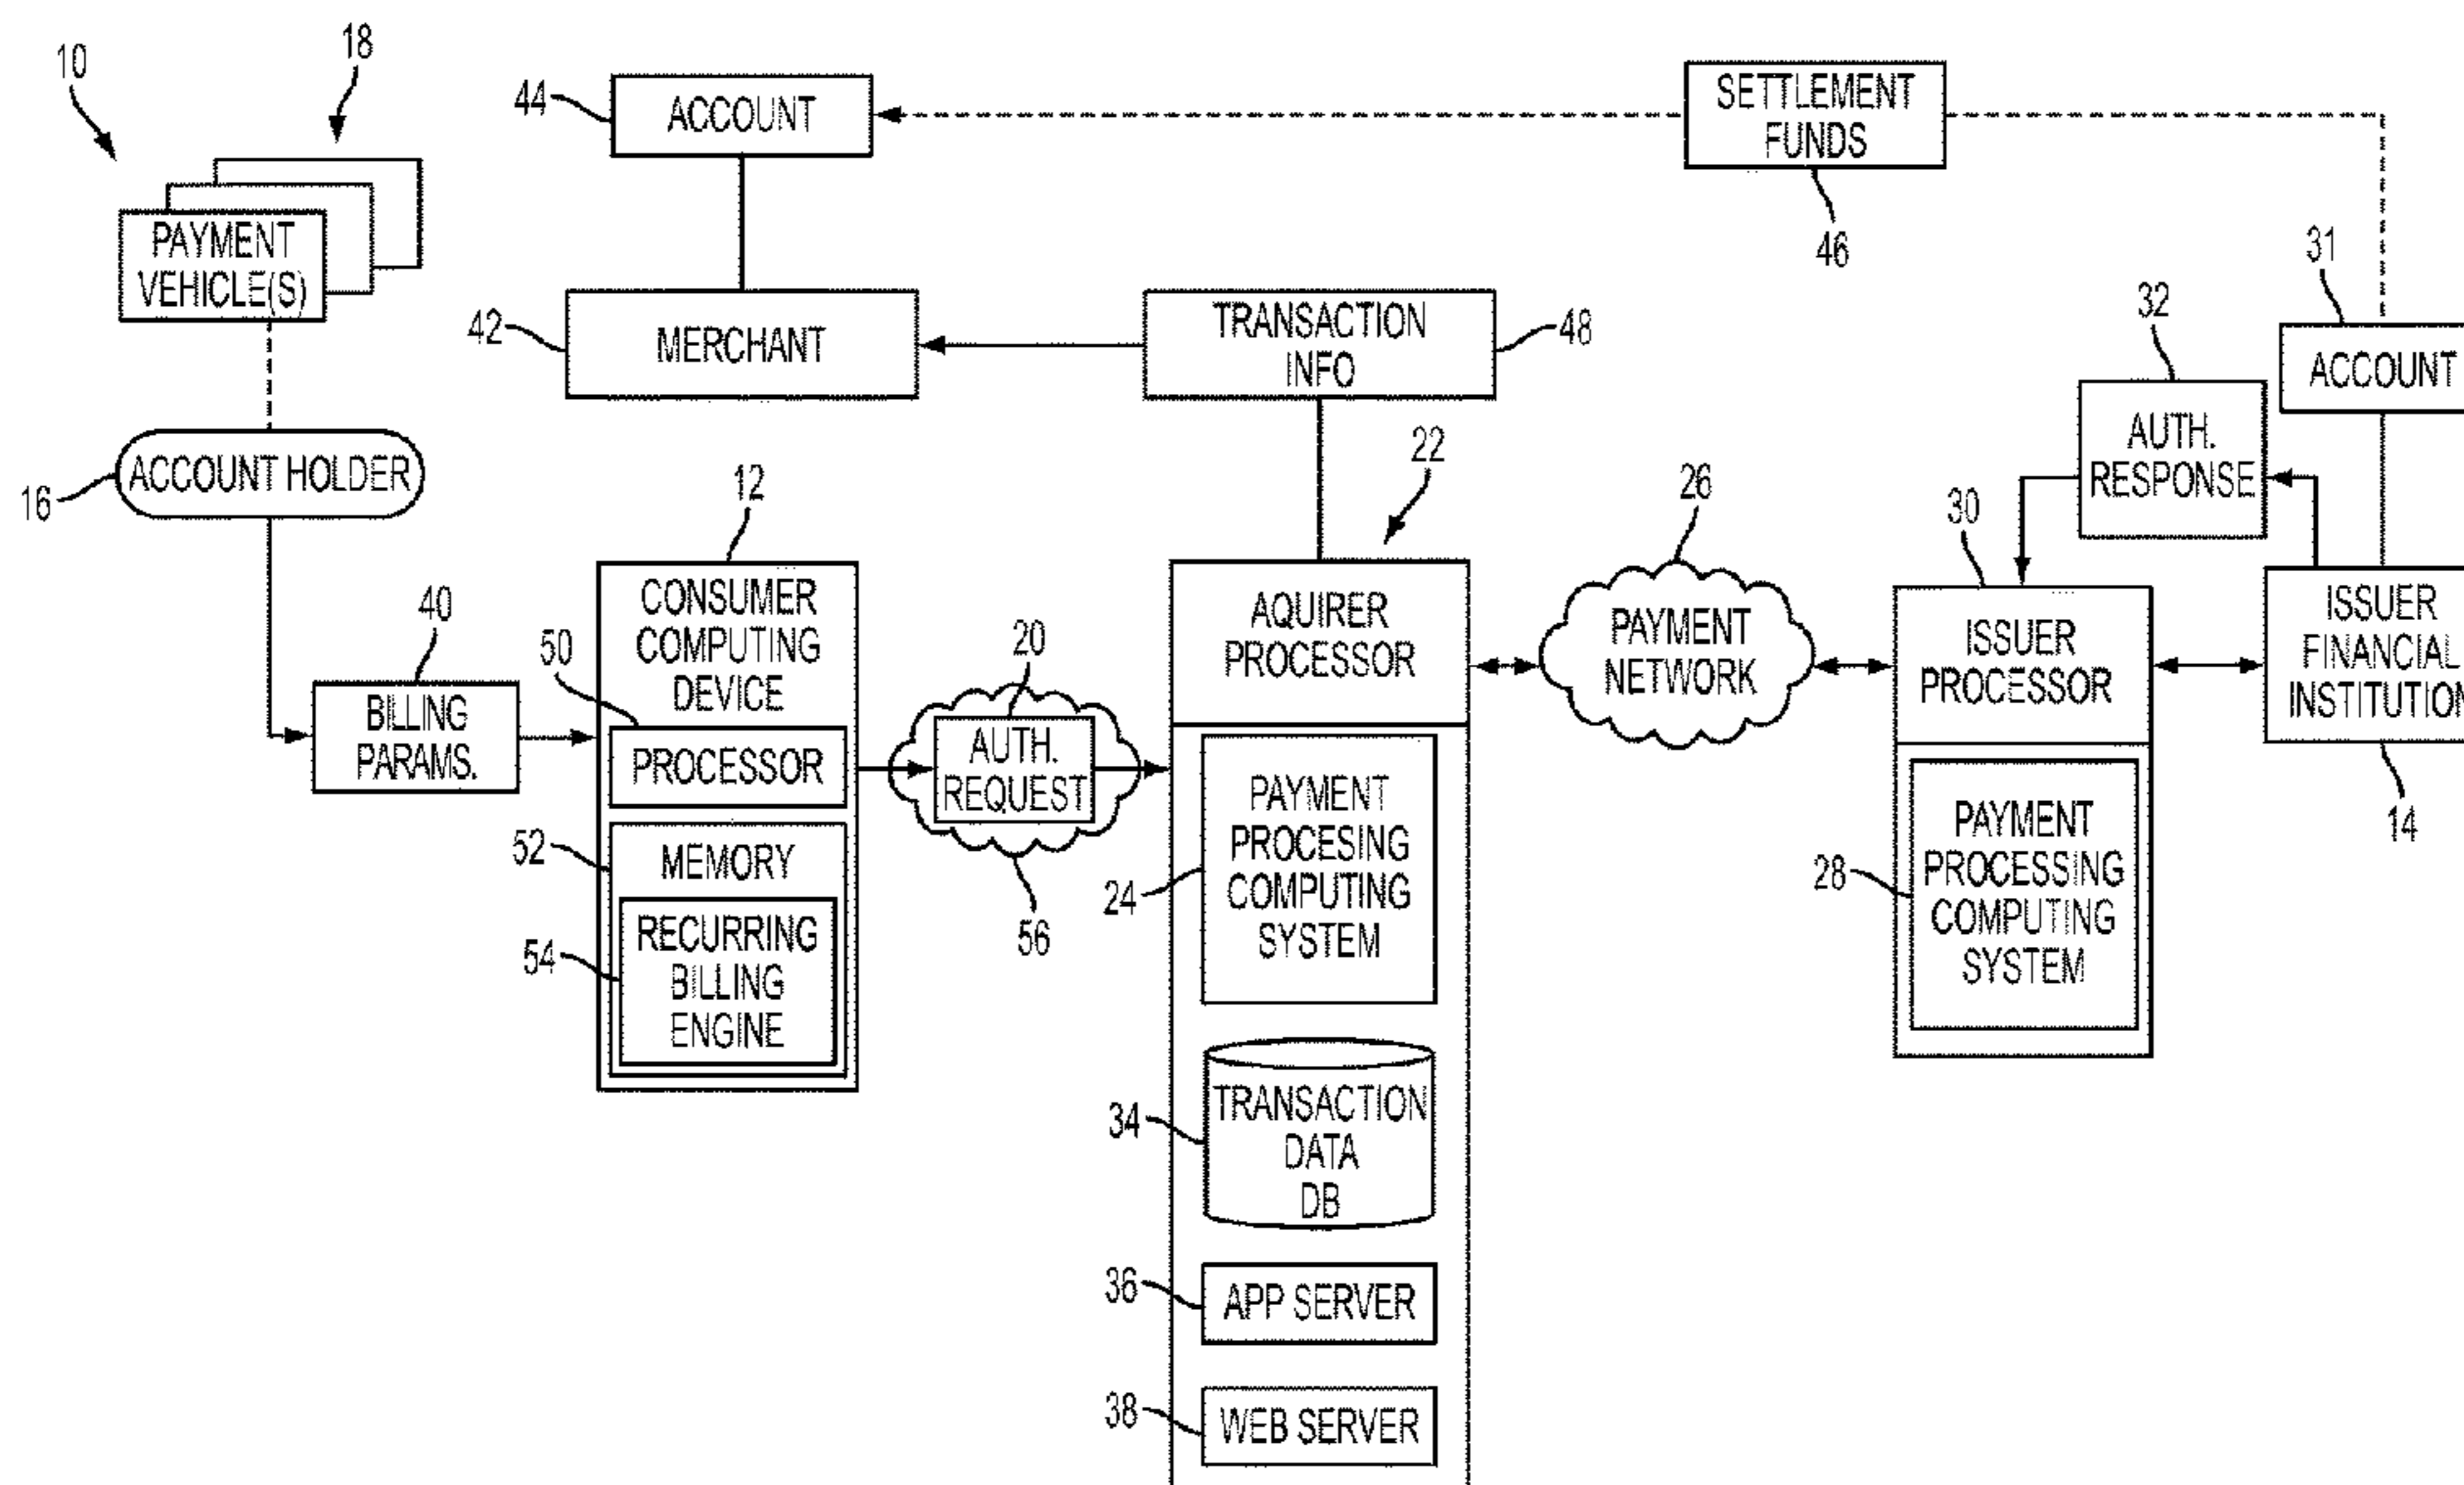 10
18
PAYMENT
VEHICLE(S)
44
ACCOUNT
SETTLEMENT
FUNDS
46
31
ACCOUNT
32
AUTH.
RESPONSE
42
MERCHANT
TRANSACTION
INFO
48
16
ACCOUNT HOLDER
40
BILLING
PARAMS.
12
CONSUMER
COMPUTING
DEVICE
50
PROCESSOR
52
MEMORY
54
RECURRING
BILLING
ENGINE
20
AUTH.
REQUEST
56
22
AQUIRER
PROCESSOR
24
PAYMENT
PROCESING
COMPUTING
SYSTEM
34
TRANSACTION
DATA
DB
36
APP SERVER
38
WEB SERVER
26
PAYMENT
NETWORK
30
ISSUER
PROCESSOR
28
PAYMENT
PROCESSING
COMPUTING
SYSTEM
ISSUER
FINANCIAL
INSTITUTION
14